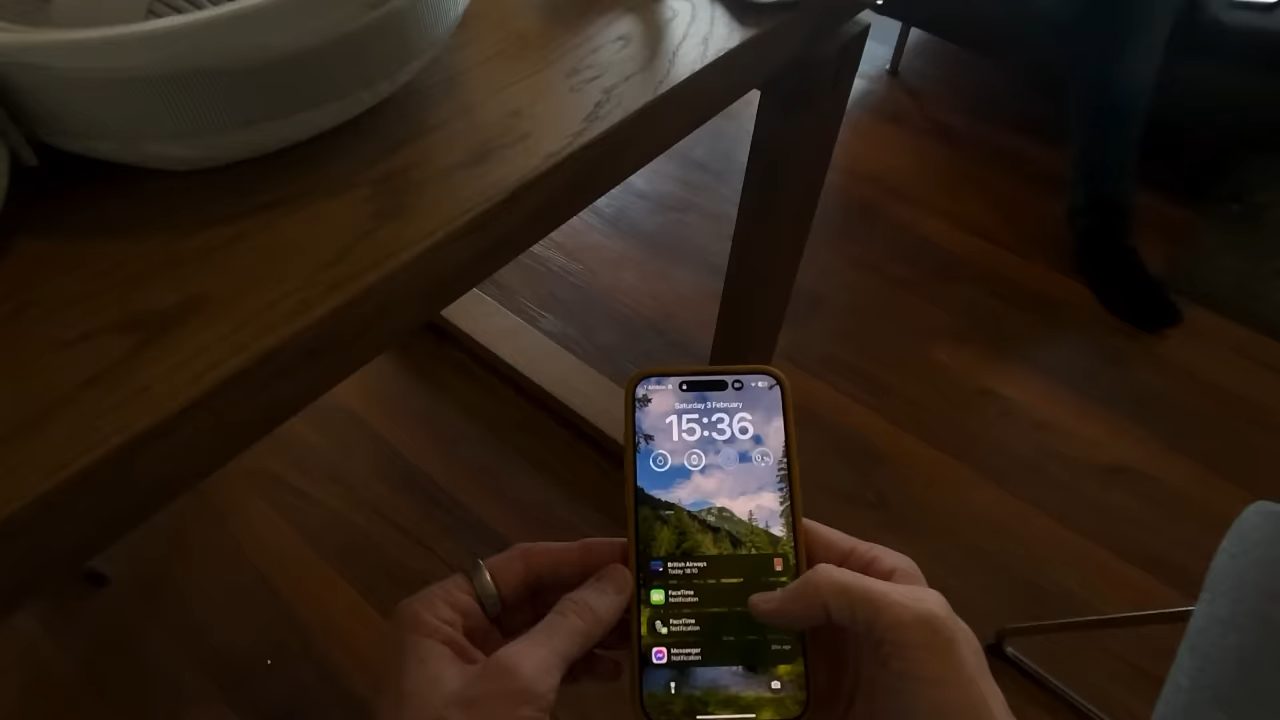 Saturday 3 February
15:36
British Airways
Today 18:10
FaceTime
Notification
FaceTime
Notification
Messenger
Notification